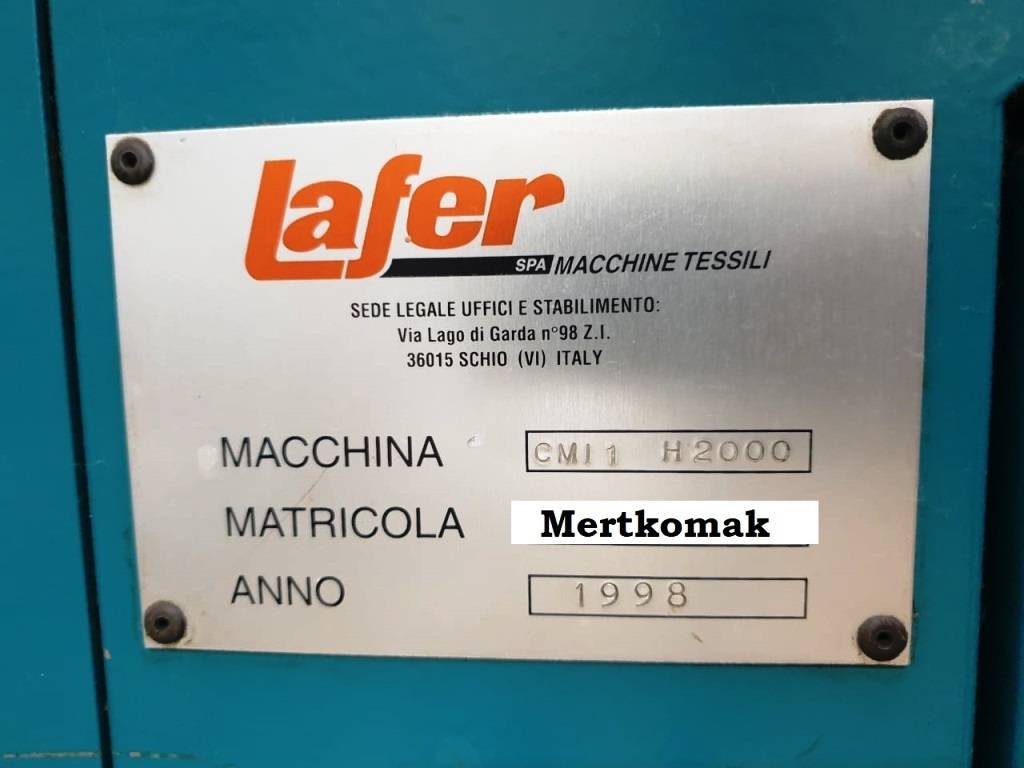 Lafer
SPA MACCHINE TESSILI
SEDE LEGALE UFFICI E STABILIMENTO:
Via Lago di Garda n°98 Z.I.
36015 SCHIO (VI) ITALY
MACCHINA CMI1 H2000
MATRICOLA Mertkomak
ANNO 1998